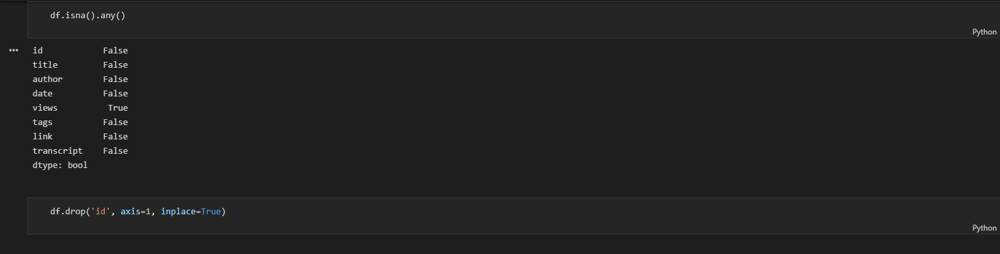 df.isna().any()
Python
id            False
title         False
author        False
date          False
views          True
tags          False
link          False
transcript    False
dtype: bool
df.drop('id', axis=1, inplace=True)
Python